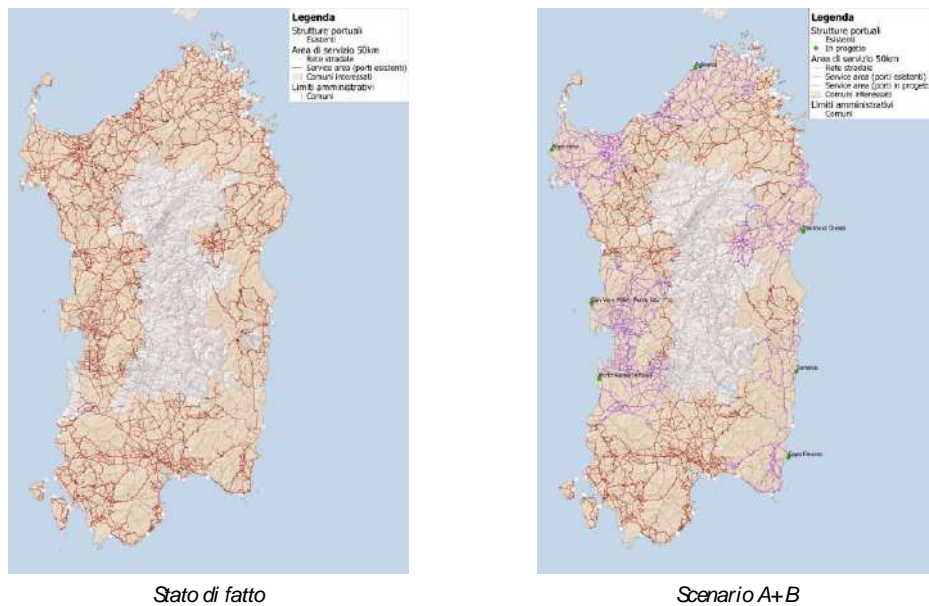 Legenda
Strutture portuali
Esistenti
Area di servizio 50km
Rete stradale
Service area (porti esistenti)
Comuni interessati
Limiti amministrativi
Comuni
Legenda
Strutture portuali
Esistenti
In progetto
Area di servizio 50km
Rete stradale
Service area (porti esistenti)
Service area (porti in progett
Comuni interessati
Limiti amministrativi
Comuni
Stato di fatto
Scenario A+B